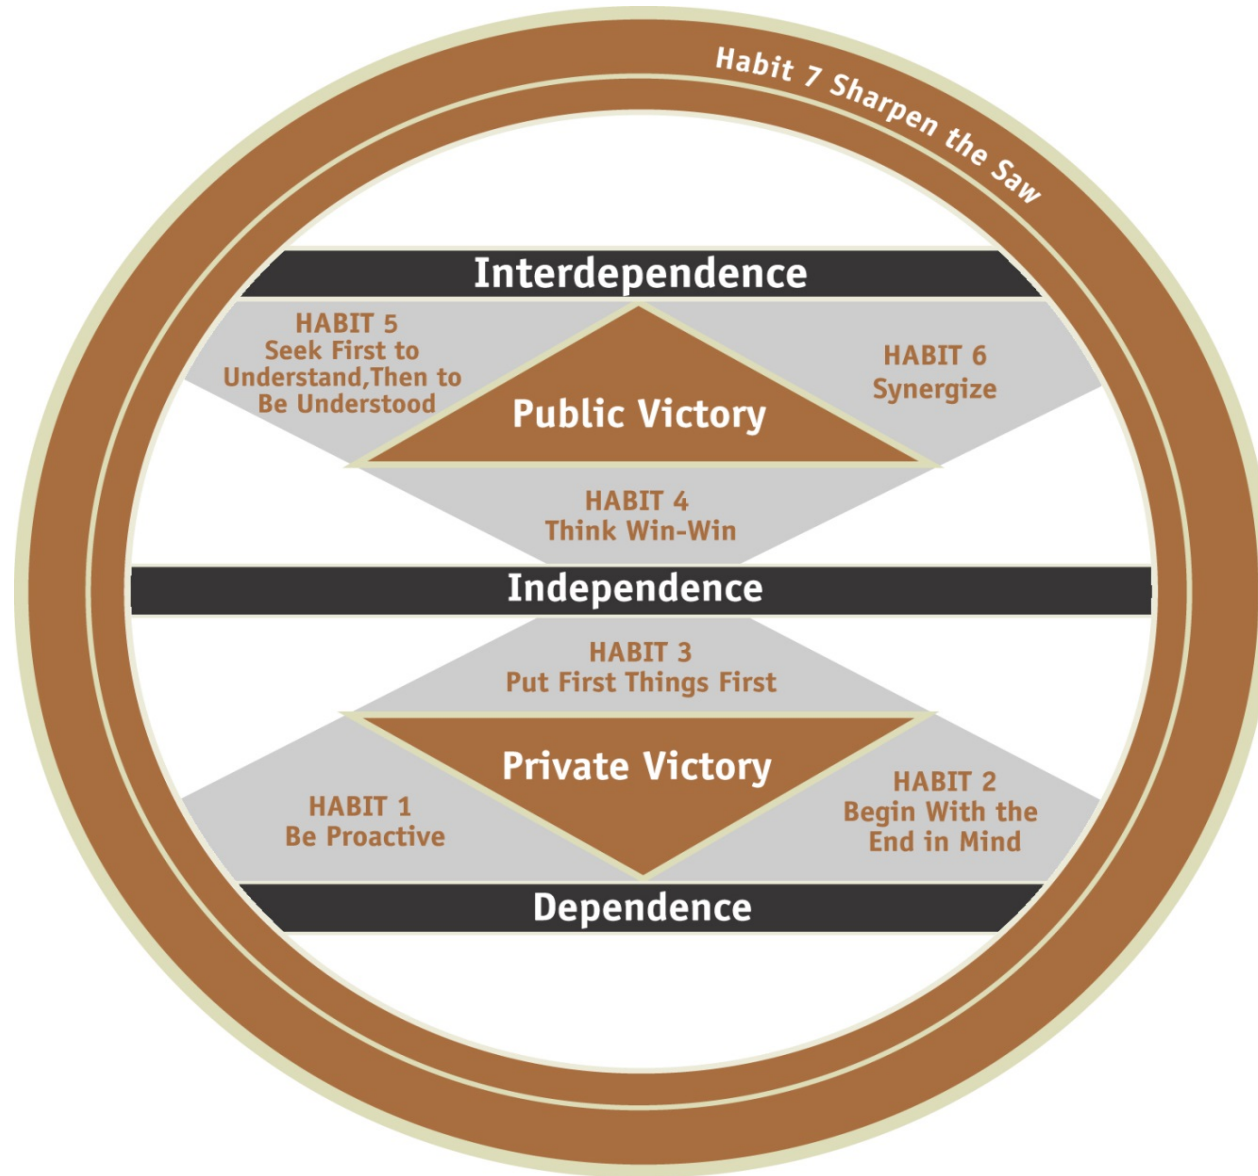 Habit 7 Sharpen the Saw
Interdependence
HABIT 5
Seek First to
Understand,Then to
Be Understood
HABIT 6
Synergize
Public Victory
HABIT 4
Think Win-Win
Independence
HABIT 3
Put First Things First
Private Victory
HABIT 1
Be Proactive
HABIT 2
Begin With the
End in Mind
Dependence